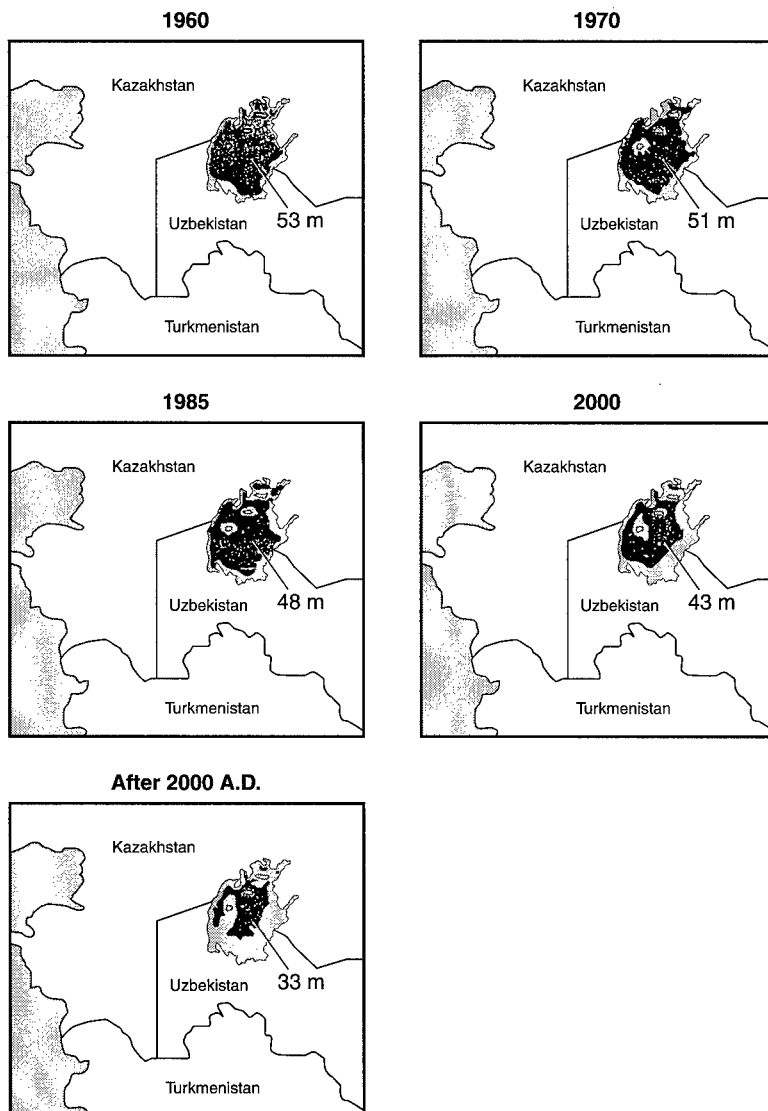 1960
Kazakhstan
Uzbekistan
53 m
Turkmenistan
1970
Kazakhstan
Uzbekistan
51 m
Turkmenistan
1985
Kazakhstan
Uzbekistan
48 m
Turkmenistan
2000
Kazakhstan
Uzbekistan
43 m
Turkmenistan
After 2000 A.D.
Kazakhstan
Uzbekistan
33 m
Turkmenistan